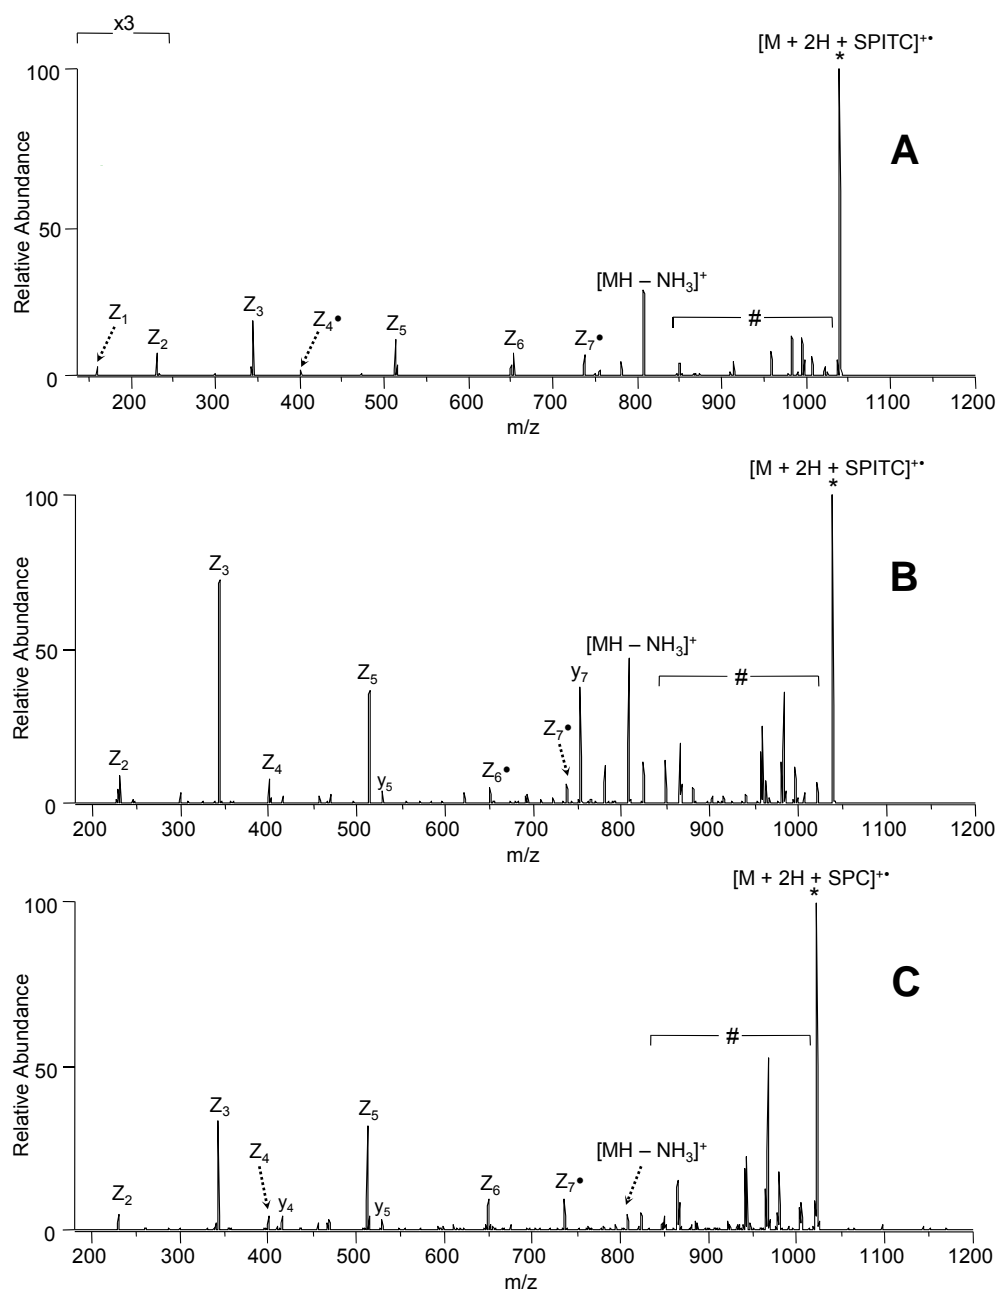 x3
[M + 2H + SPITC]⁺•
*
100
A
Relative Abundance
50
[MH – NH₃]⁺
Z₁
Z₂
Z₃
Z₄•
Z₅
Z₆
Z₇•
#
0
200 300 400 500 600 700 800 900 1000 1100 1200
m/z
[M + 2H + SPITC]⁺•
*
100
B
Relative Abundance
Z₃
50
[MH – NH₃]⁺
Z₅
y₇
#
Z₂
Z₄
y₅
Z₆•
Z₇•
0
200 300 400 500 600 700 800 900 1000 1100 1200
m/z
[M + 2H + SPC]⁺•
*
100
C
Relative Abundance
#
50
Z₃
Z₅
Z₄
[MH – NH₃]⁺
Z₂
y₄
y₅
Z₆
Z₇•
0
200 300 400 500 600 700 800 900 1000 1100 1200
m/z